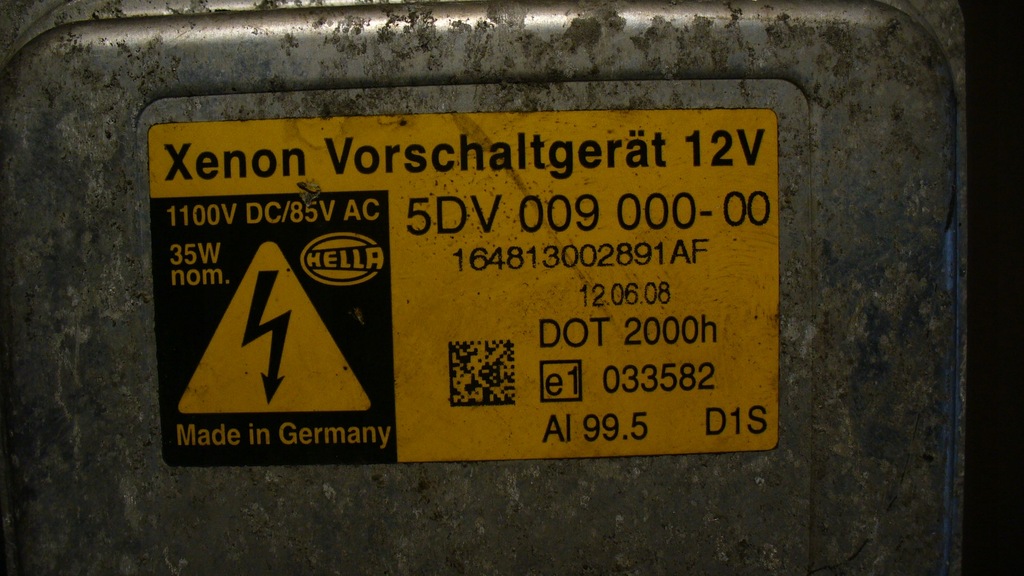 Xenon Vorschaltgerät 12V
1100V DC/85V AC
35W
nom.
HELLA
Made in Germany
5DV 009 000-00
164813002891AF
12.06.08
DOT 2000h
e1 033582
Al 99.5 D1S